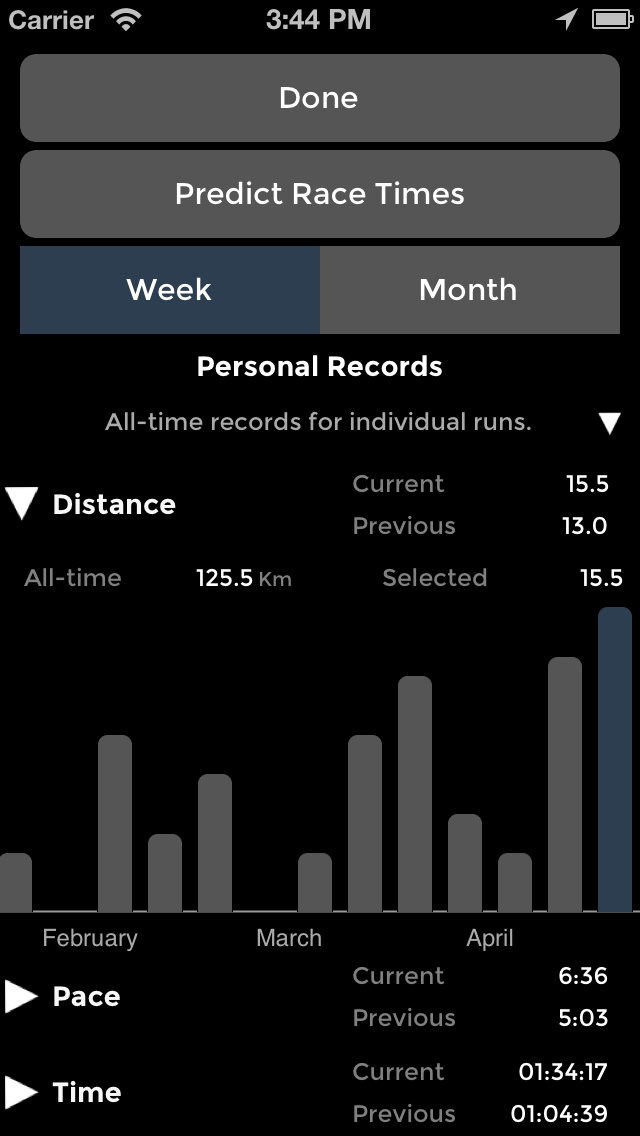 Carrier 3:44 PM
Done
Predict Race Times
Week Month
Personal Records
All-time records for individual runs.
Distance Current 15.5
Previous 13.0
All-time 125.5 Km Selected 15.5
February March April
Pace Current 6:36
Previous 5:03
Time Current 01:34:17
Previous 01:04:39